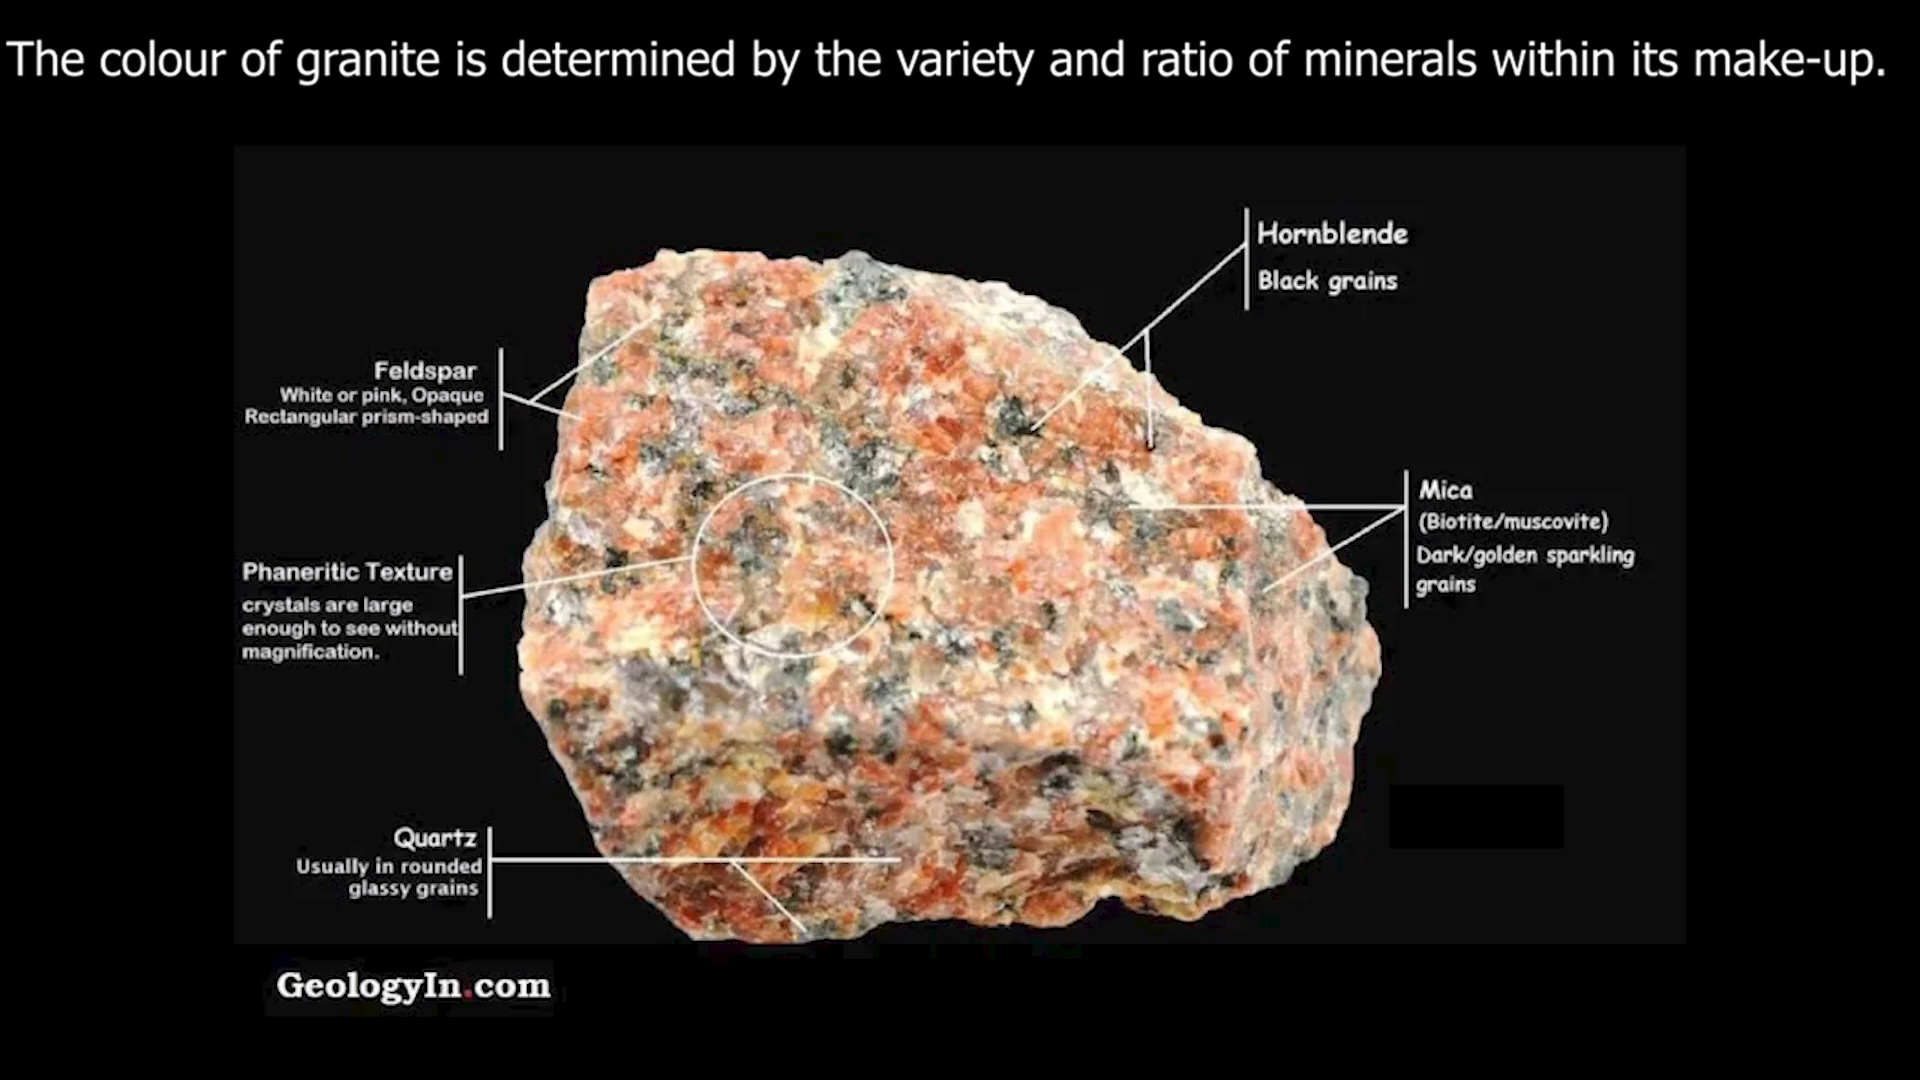 The colour of granite is determined by the variety and ratio of minerals within its make-up.
Hornblende
Black grains
Feldspar
White or pink, Opaque
Rectangular prism-shaped
Mica
(Biotite/muscovite)
Dark/golden sparkling
grains
Phaneritic Texture
crystals are large
enough to see without
magnification.
Quartz
Usually in rounded
glassy grains
GeologyIn.com